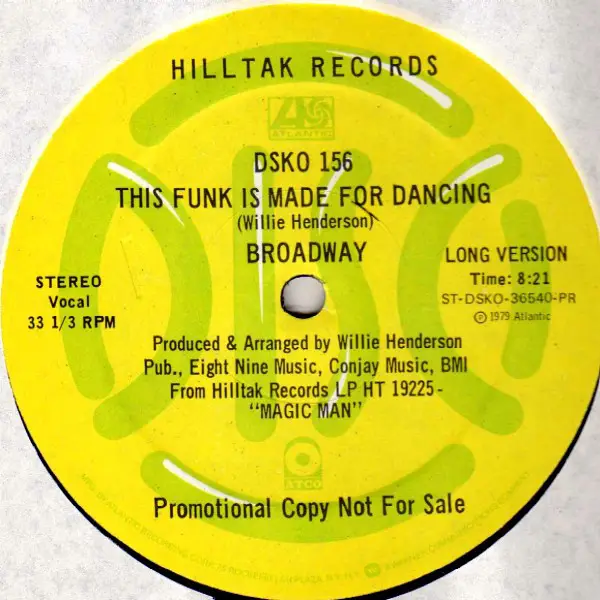 HILLTAK RECORDS
ATLANTIC
DSKO 156
THIS FUNK IS MADE FOR DANCING
(Willie Henderson)
BROADWAY
LONG VERSION
Time: 8:21
ST-DSKO-36540-PR
Ⓟ 1979 Atlantic
STEREO
Vocal
33 1/3 RPM
Produced & Arranged by Willie Henderson
Pub., Eight Nine Music, Conjay Music, BMI
From Hilltak Records LP HT 19225-
"MAGIC MAN"
ATCO
Promotional Copy Not For Sale